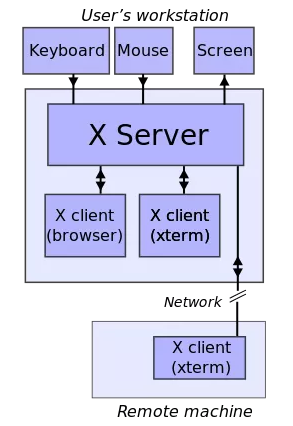 User’s workstation
Keyboard
Mouse
Screen
X Server
X client
(browser)
X client
(xterm)
Network
X client
(xterm)
Remote machine